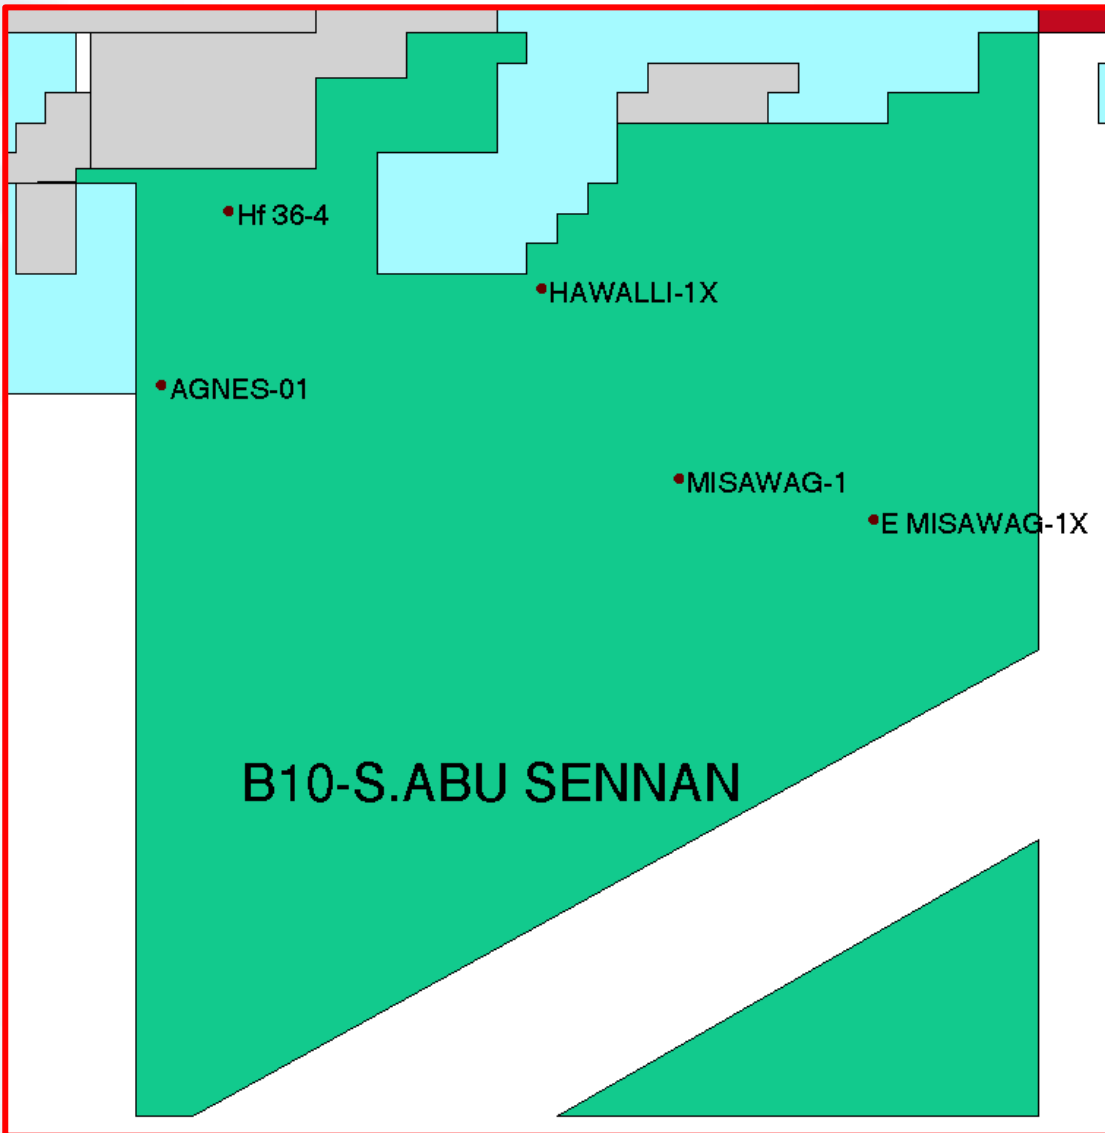 Hf 36-4
HAWALLI-1X
AGNES-01
MISAWAG-1
E MISAWAG-1X
B10-S.ABU SENNAN